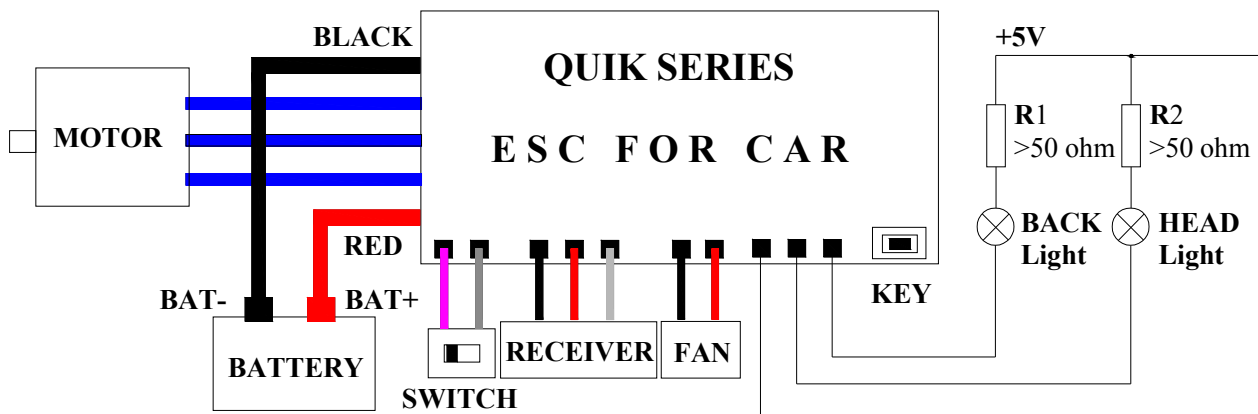 BLACK
QUIK SERIES
+5V
MOTOR
ESC FOR CAR
R1
>50 ohm
R2
>50 ohm
RED
BACK
Light
HEAD
Light
BAT-
BAT+
KEY
BATTERY
RECEIVER
FAN
SWITCH